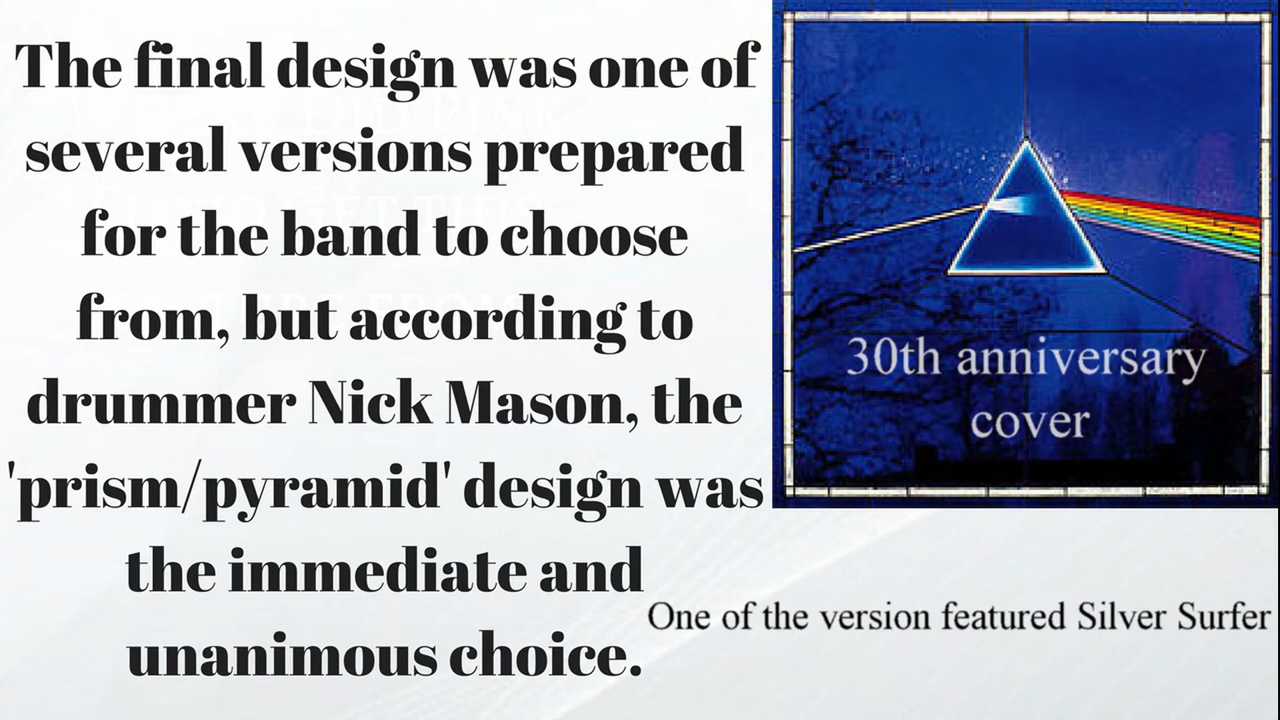 The final design was one of
several versions prepared
for the band to choose
from, but according to
drummer Nick Mason, the
'prism/pyramid' design was
the immediate and
unanimous choice.
30th anniversary
cover
One of the version featured Silver Surfer